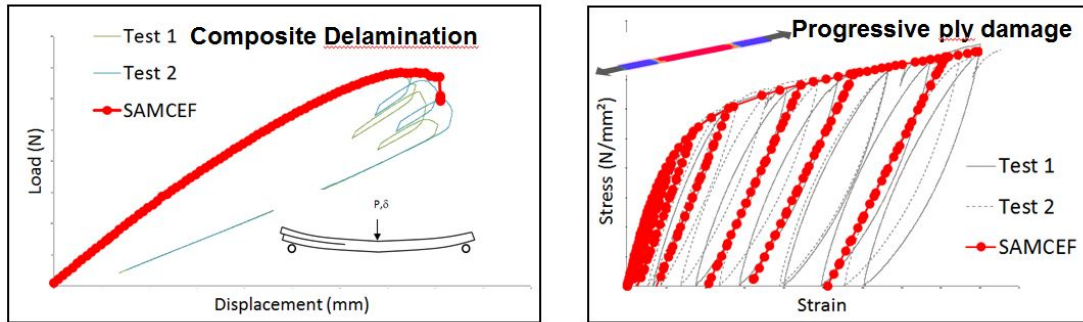 Composite Delamination
Test 1
Test 2
SAMCEF
Load (N)
P,δ
Displacement (mm)
Progressive ply damage
Stress (N/mm²)
Test 1
Test 2
SAMCEF
Strain